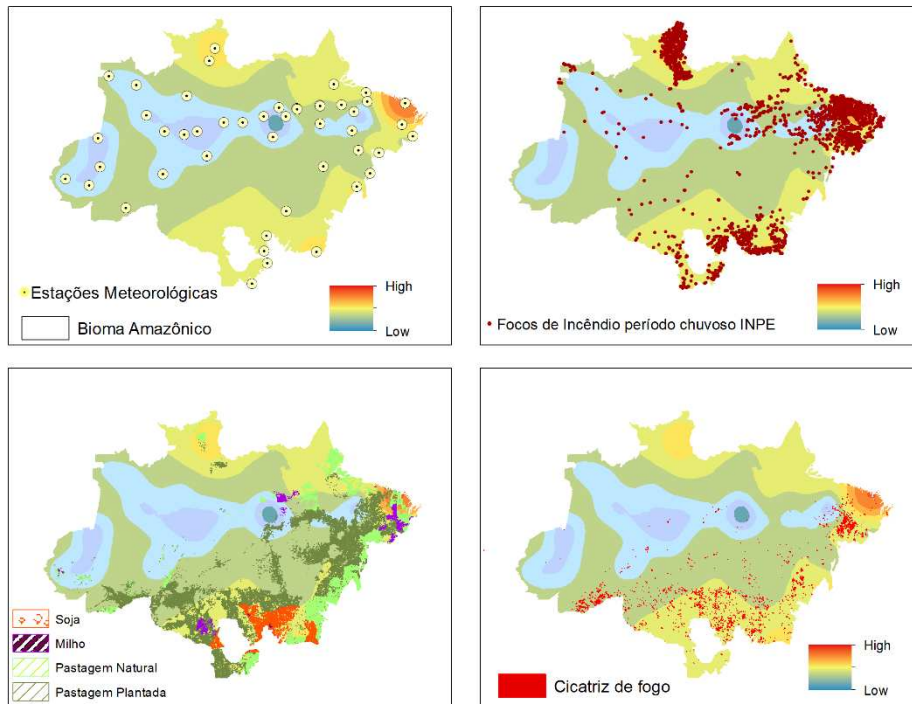 Estações Meteorológicas
Bioma Amazônico
High
Low
Focos de Incêndio período chuvoso INPE
High
Low
Soja
Milho
Pastagem Natural
Pastagem Plantada
Cicatriz de fogo
High
Low